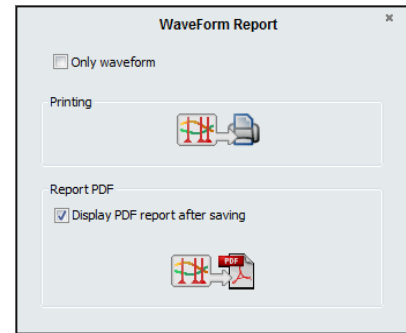 WaveForm Report
Only waveform
Printing
Report PDF
Display PDF report after saving
PDF